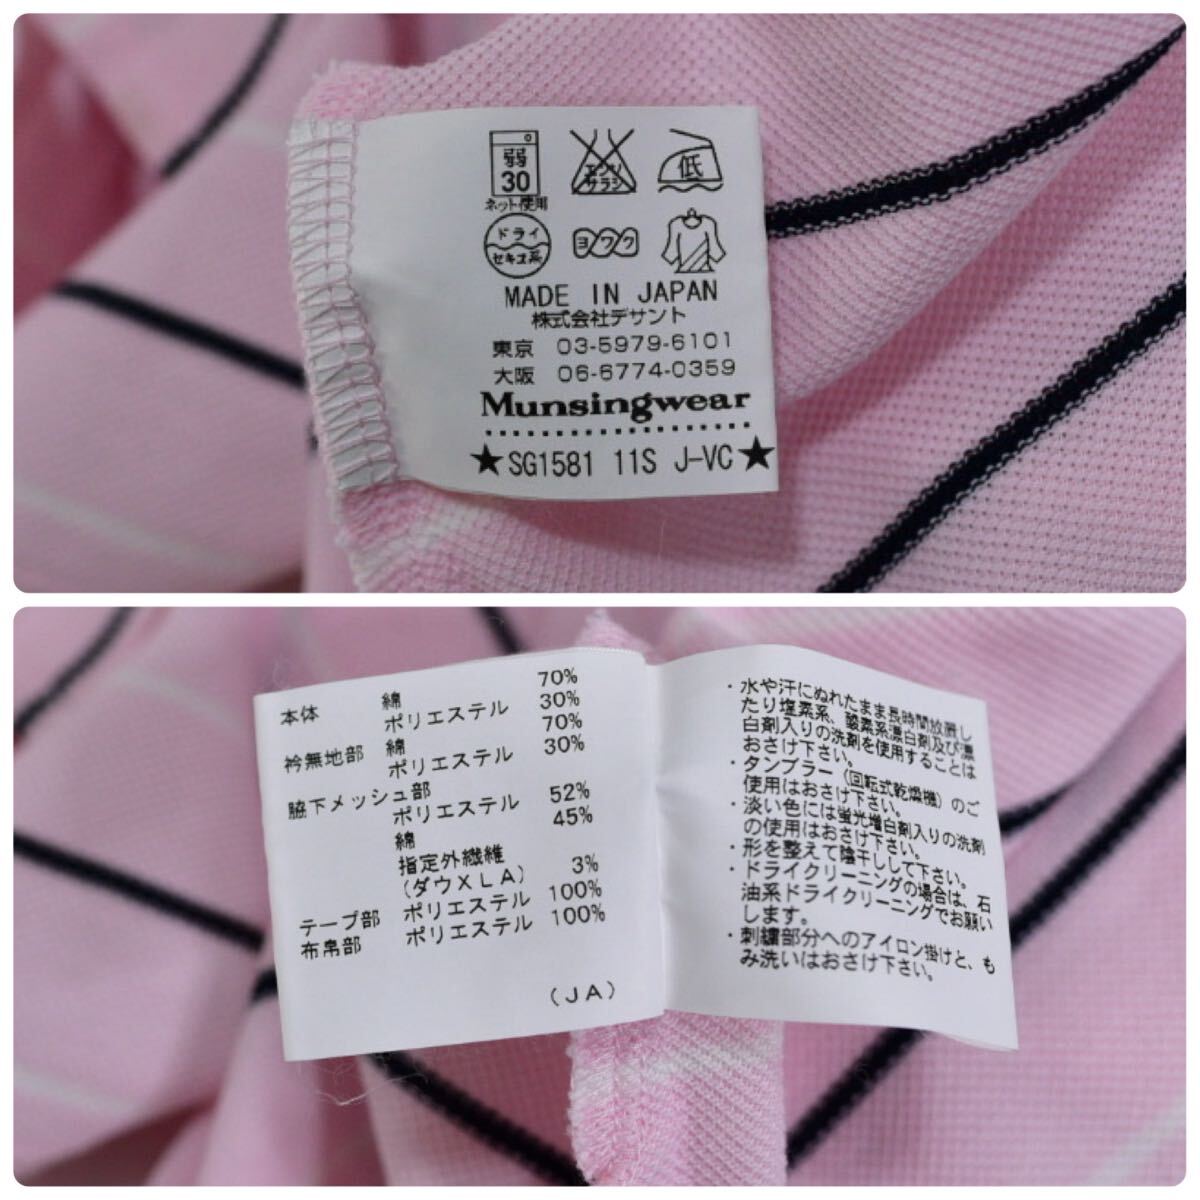 弱
30
ネット使用
エンソ
サラシ
低
ドライ
セキユ系
ヨワク
MADE IN JAPAN
株式会社デサント
東京 03-5979-6101
大阪 06-6774-0359
Munsingwear
★SG1581 11S J-VC★
本体 綿 70%
ポリエステル 30%
衿無地部 綿 70%
ポリエステル 30%
脇下メッシュ部
ポリエステル 52%
綿 45%
指定外繊維
(ダウXLA) 3%
テープ部 ポリエステル 100%
布帛部 ポリエステル 100%
(JA)
・水や汗にぬれたまま長時間放置し
たり塩素系、酸素系漂白剤及び漂
白剤入りの洗剤を使用することは
おさけ下さい。
・タンブラー(回転式乾燥機)のご
使用はおさけ下さい。
・淡い色には蛍光増白剤入りの洗剤
の使用はおさけ下さい。
・形を整えて陰干しして下さい。
・ドライクリーニングの場合は、石
油系ドライクリーニングでお願い
します。
・刺繍部分へのアイロン掛けと、も
み洗いはおさけ下さい。